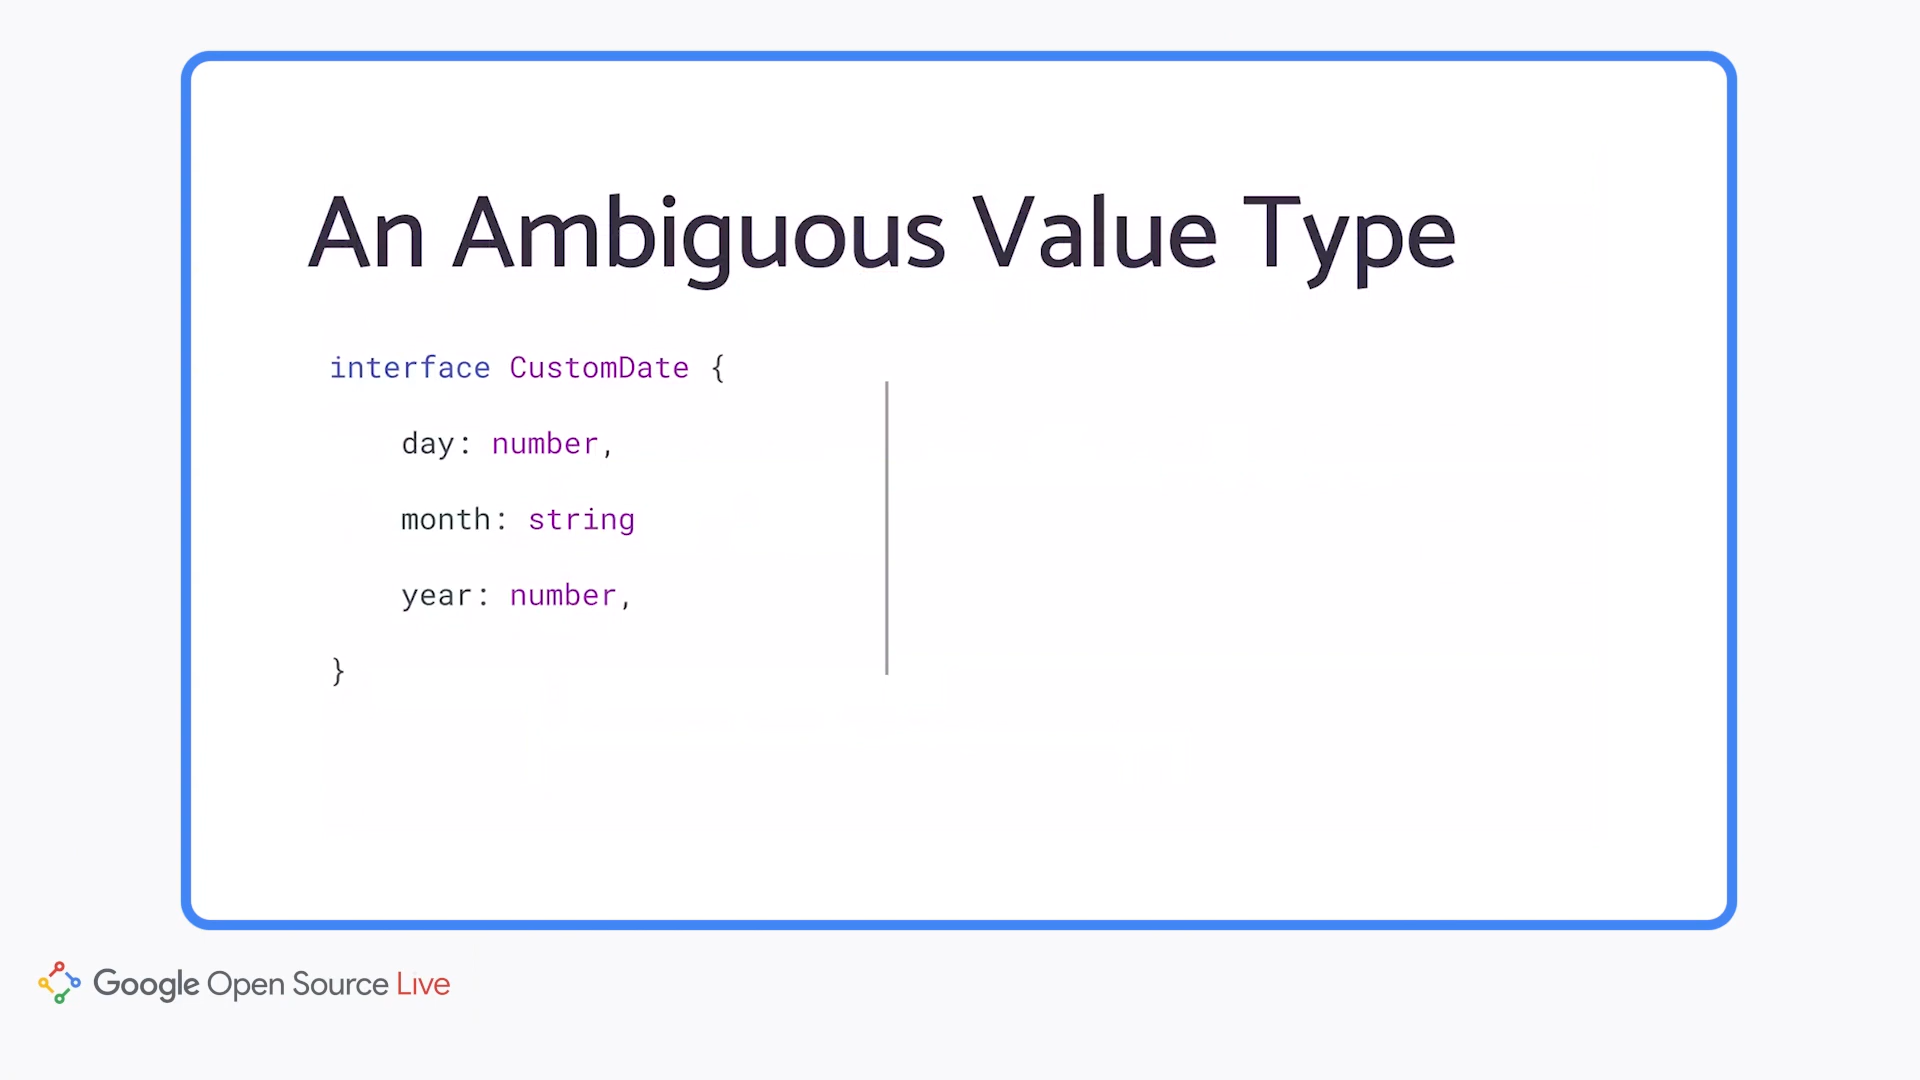 An Ambiguous Value Type
interface CustomDate {
day: number,
month: string
year: number,
}
Google Open Source Live